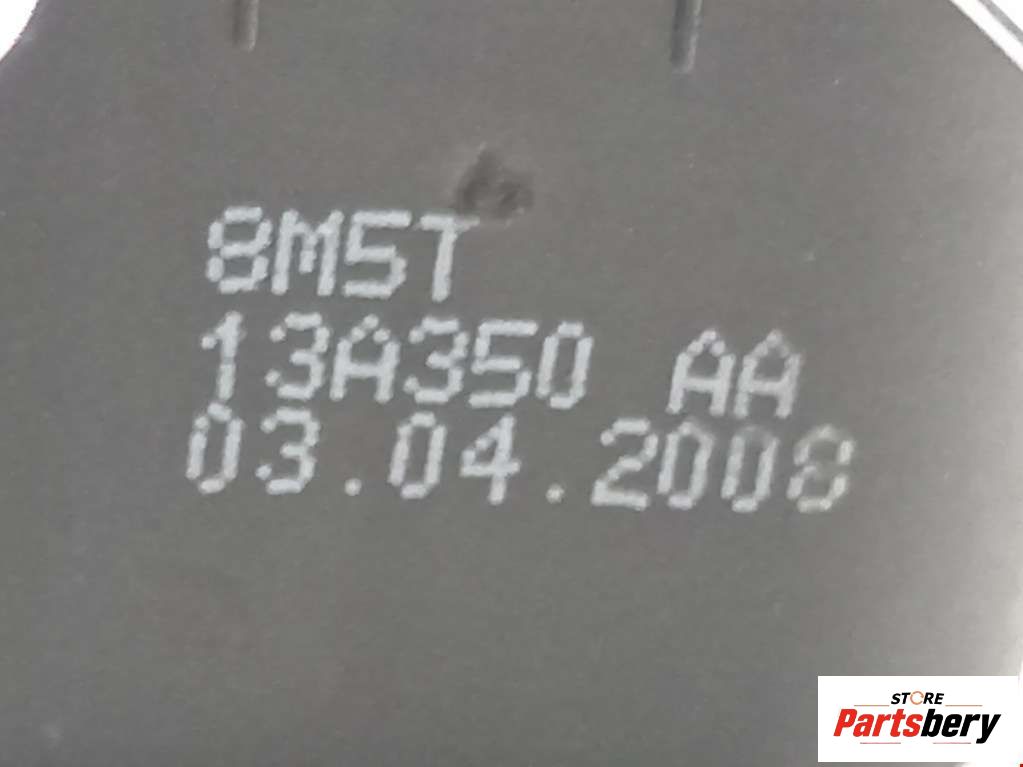 8M5T
13A350 AA
03.04.2008
STORE
Partsbery